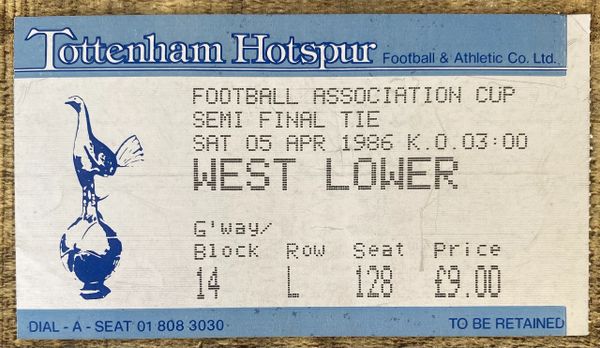 Tottenham Hotspur Football & Athletic Co. Ltd.
FOOTBALL ASSOCIATION CUP
SEMI FINAL TIE
SAT 05 APR 1986 K.O.03:00
WEST LOWER
G'way/
Block Row Seat Price
14 L 128 £9.00
DIAL - A - SEAT 01 808 3030 TO BE RETAINED